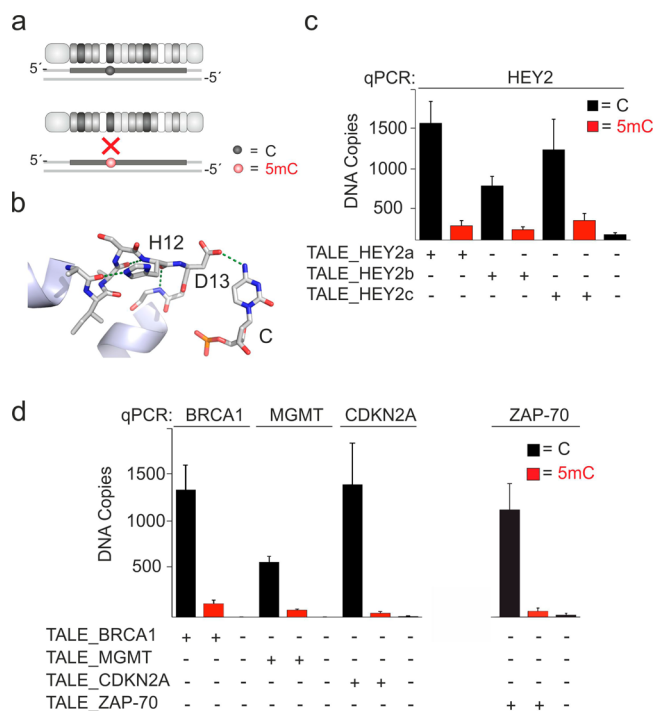 a
5´-
-5´
5´-
-5´
= C
= 5mC
b
H12
D13
C
c
qPCR: HEY2
DNA Copies
1500
1000
500
= C
= 5mC
TALE_HEY2a + + - - - - -
TALE_HEY2b - - + + - - -
TALE_HEY2c - - - - + + -
d
qPCR: BRCA1 MGMT CDKN2A ZAP-70
DNA Copies
1500
1000
500
= C
= 5mC
TALE_BRCA1 + + - - - - - - - - - -
TALE_MGMT - - - + + - - - - - - -
TALE_CDKN2A - - - - - - + + - - - -
TALE_ZAP-70 - - - - - - - - - + + -